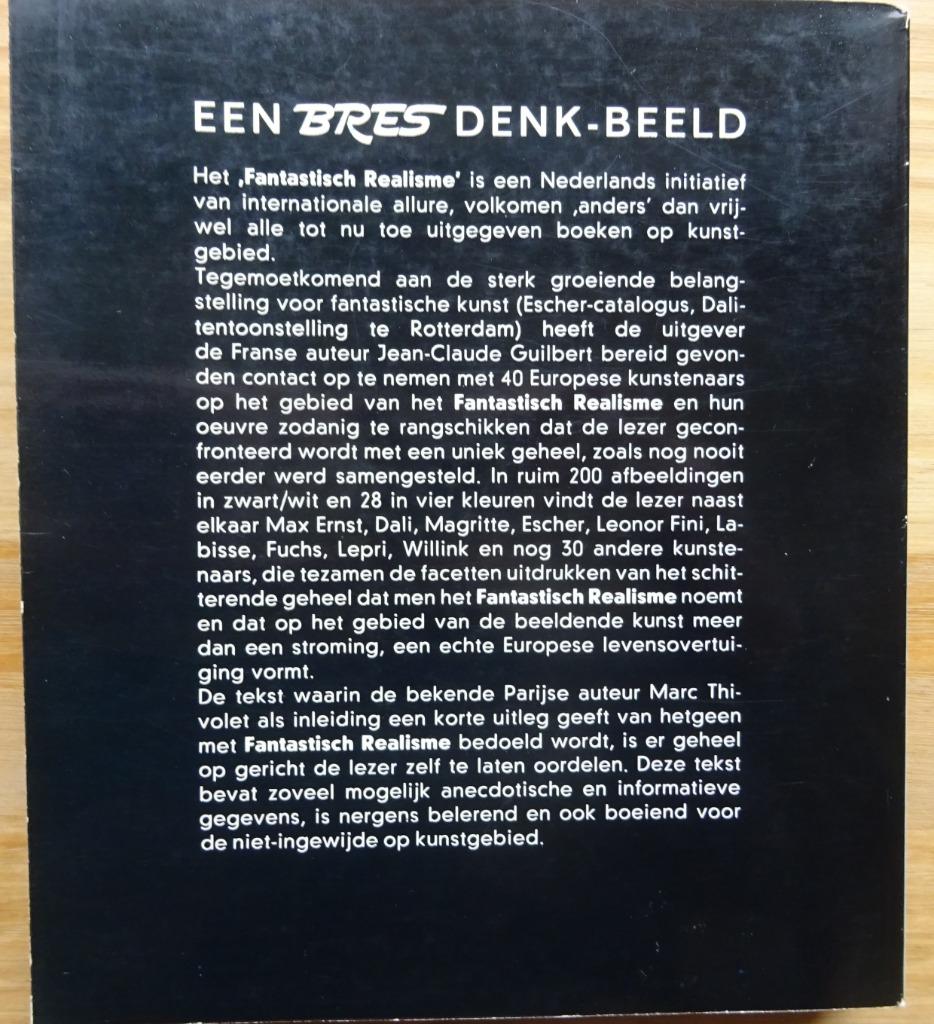 EEN BRES DENK-BEELD
Het ‚Fantastisch Realisme' is een Nederlands initiatief
van internationale allure, volkomen ‚anders' dan vrij-
wel alle tot nu toe uitgegeven boeken op kunst-
gebied.
Tegemoetkomend aan de sterk groeiende belang-
stelling voor fantastische kunst (Escher-catalogus, Dali-
tentoonstelling te Rotterdam) heeft de uitgever
de Franse auteur Jean-Claude Guilbert bereid gevon-
den contact op te nemen met 40 Europese kunstenaars
op het gebied van het Fantastisch Realisme en hun
oeuvre zodanig te rangschikken dat de lezer gecon-
fronteerd wordt met een uniek geheel, zoals nog nooit
eerder werd samengesteld. In ruim 200 afbeeldingen
in zwart/wit en 28 in vier kleuren vindt de lezer naast
elkaar Max Ernst, Dali, Magritte, Escher, Leonor Fini, La-
bisse, Fuchs, Lepri, Willink en nog 30 andere kunste-
naars, die tezamen de facetten uitdrukken van het schit-
terende geheel dat men het Fantastisch Realisme noemt
en dat op het gebied van de beeldende kunst meer
dan een stroming, een echte Europese levensovertui-
ging vormt.
De tekst waarin de bekende Parijse auteur Marc Thi-
volet als inleiding een korte uitleg geeft van hetgeen
met Fantastisch Realisme bedoeld wordt, is er geheel
op gericht de lezer zelf te laten oordelen. Deze tekst
bevat zoveel mogelijk anecdotische en informatieve
gegevens, is nergens belerend en ook boeiend voor
de niet-ingewijde op kunstgebied.